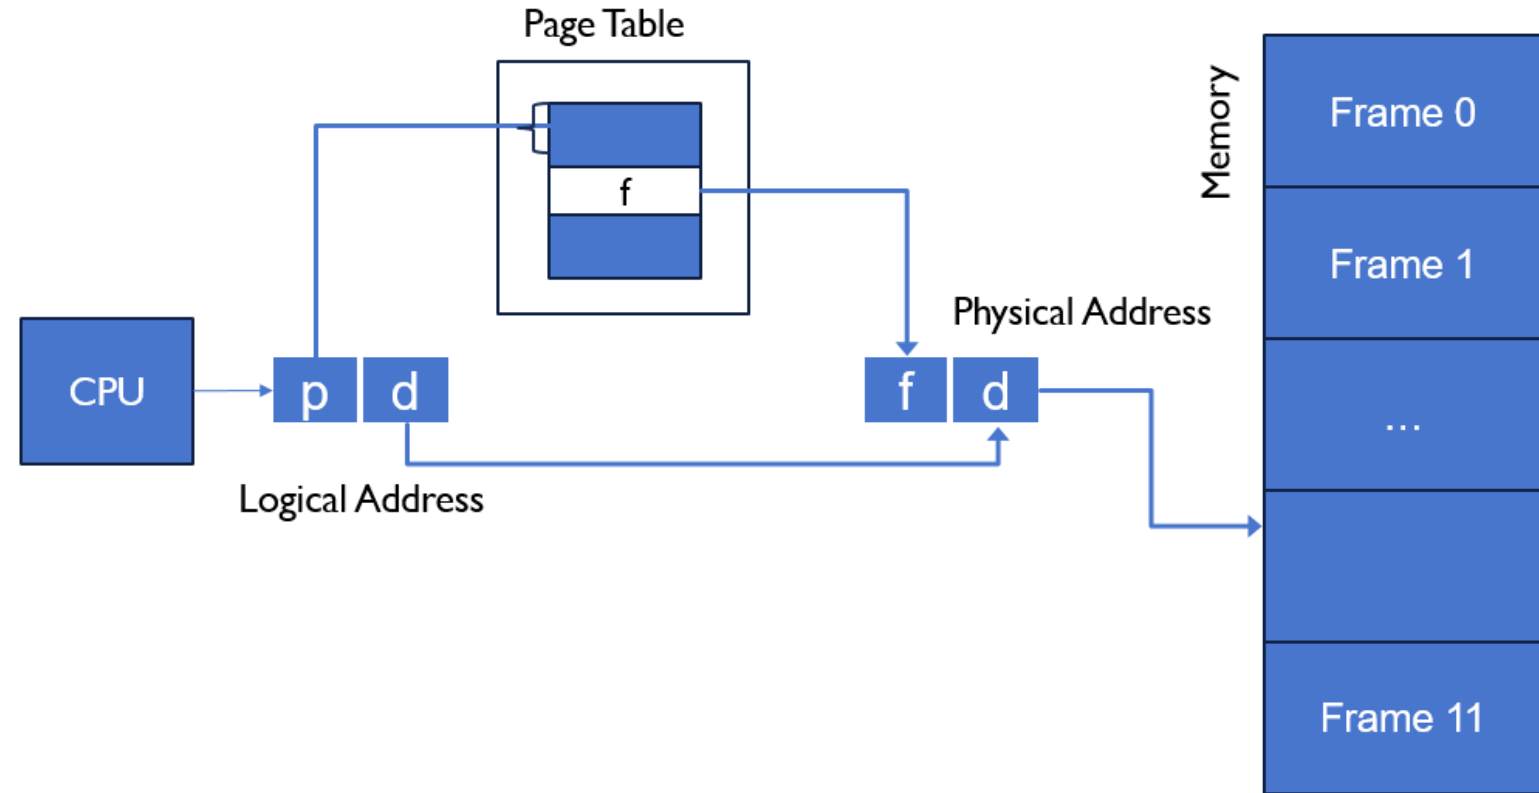 Page Table
f
CPU
p d
Logical Address
Physical Address
f d
Memory
Frame 0
Frame 1
...
Frame 11